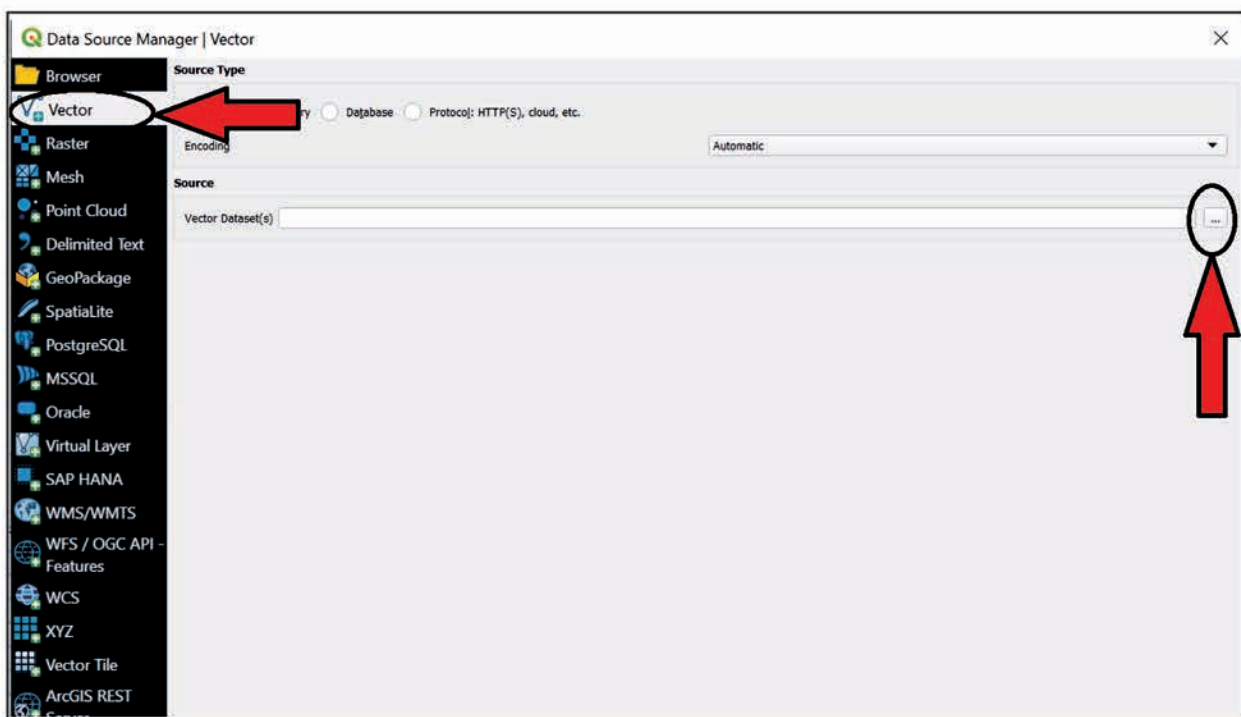 Data Source Manager | Vector
Browser
Vector
Raster
Mesh
Point Cloud
Delimited Text
GeoPackage
SpatiaLite
PostgreSQL
MSSQL
Oracle
Virtual Layer
SAP HANA
WMS/WMTS
WFS / OGC API -
Features
WCS
XYZ
Vector Tile
ArcGIS REST
Source Type
Database Protocol: HTTP(S), cloud, etc.
Encoding Automatic
Source
Vector Dataset(s) ...